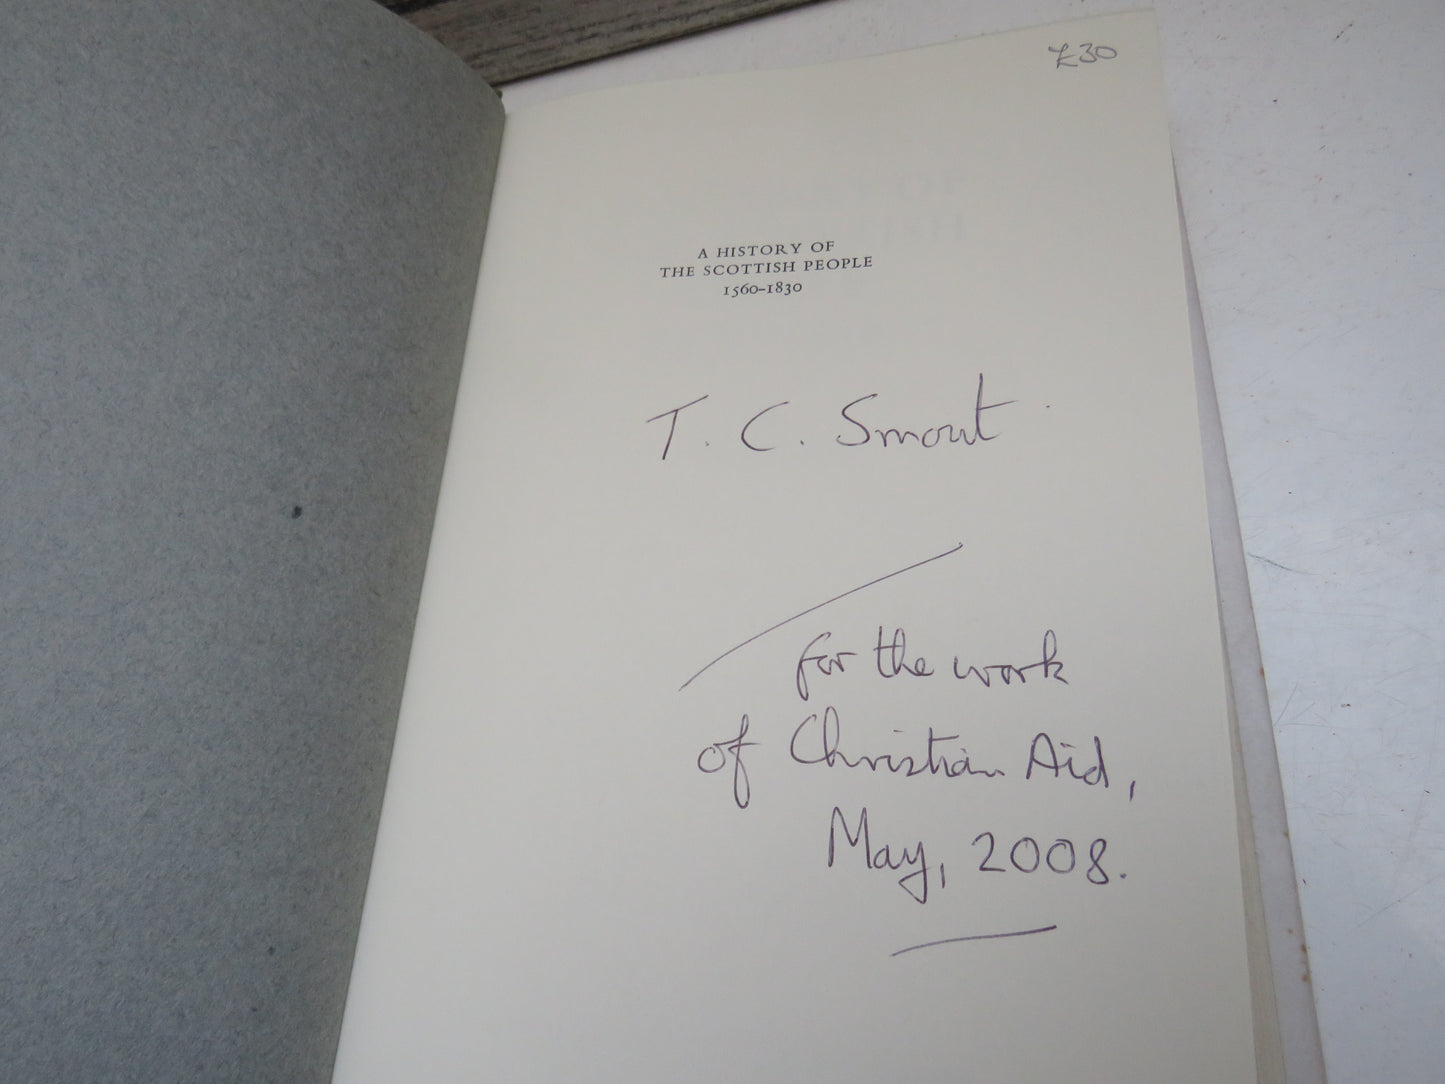 £30
A HISTORY OF
THE SCOTTISH PEOPLE
1560–1830
T. C. Smout
for the work
of Christian Aid,
May, 2008.